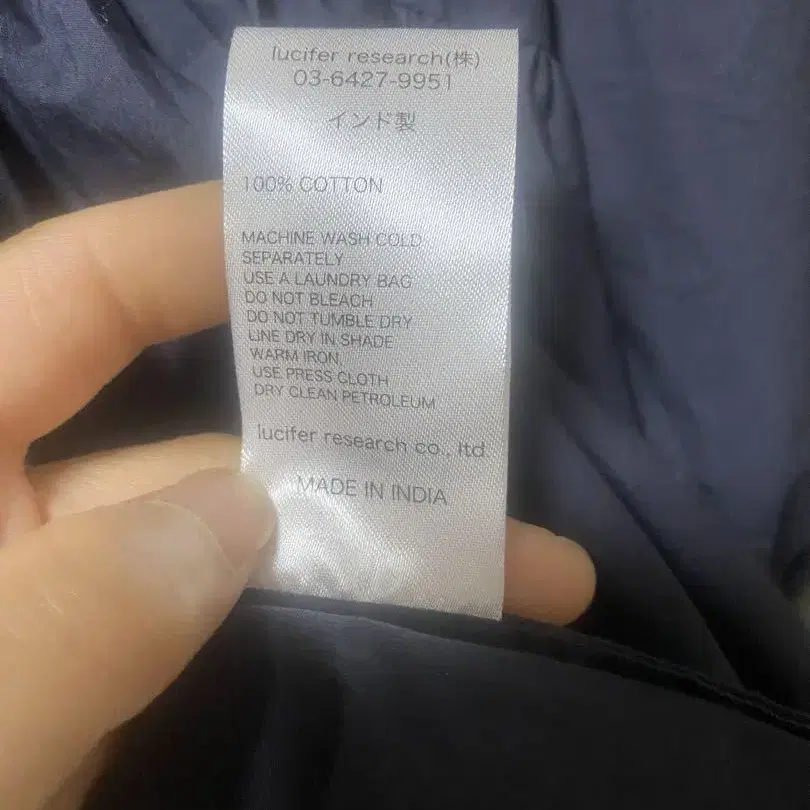 lucifer research(株)
03-6427-9951
インド製
100% COTTON
MACHINE WASH COLD
SEPARATELY
USE A LAUNDRY BAG
DO NOT BLEACH
DO NOT TUMBLE DRY
LINE DRY IN SHADE
WARM IRON
USE PRESS CLOTH
DRY CLEAN PETROLEUM
lucifer research co., ltd
MADE IN INDIA